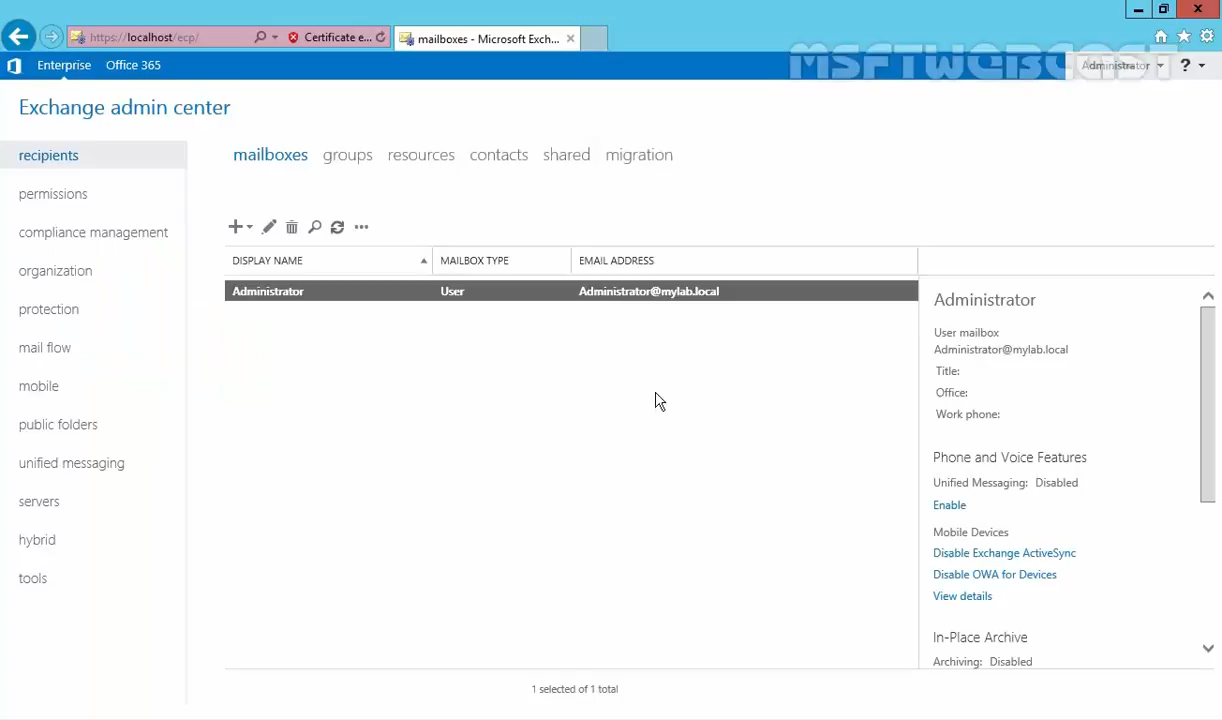 https://localhost/ecp/
Certificate e...
mailboxes - Microsoft Exch...
Enterprise
Office 365
MSFTWEBCAST
Administrator
?
Exchange admin center
recipients
permissions
compliance management
organization
protection
mail flow
mobile
public folders
unified messaging
servers
hybrid
tools
mailboxes groups resources contacts shared migration
DISPLAY NAME MAILBOX TYPE EMAIL ADDRESS
Administrator User Administrator@mylab.local
1 selected of 1 total
Administrator
User mailbox
Administrator@mylab.local
Title:
Office:
Work phone:
Phone and Voice Features
Unified Messaging: Disabled
Enable
Mobile Devices
Disable Exchange ActiveSync
Disable OWA for Devices
View details
In-Place Archive
Archiving: Disabled